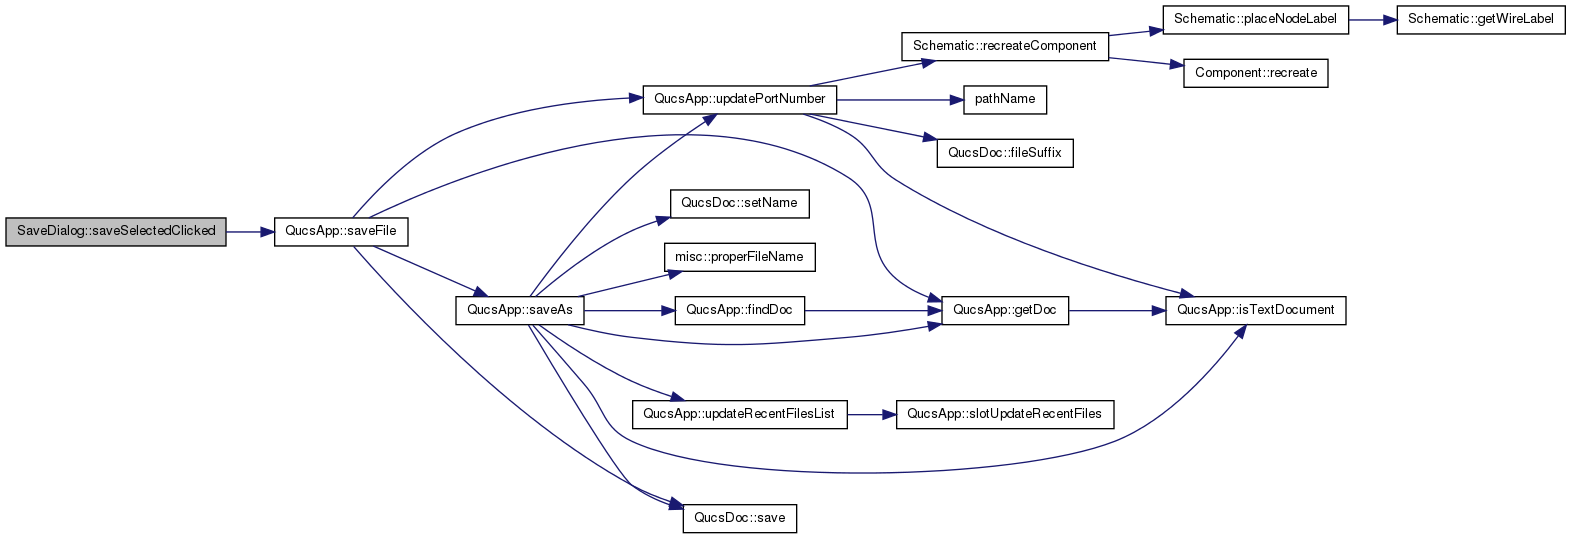 Schematic::placeNodeLabel
Schematic::getWireLabel
Schematic::recreateComponent
Component::recreate
QucsApp::updatePortNumber
pathName
QucsDoc::fileSuffix
QucsDoc::setName
SaveDialog::saveSelectedClicked
QucsApp::saveFile
misc::properFileName
QucsApp::saveAs
QucsApp::findDoc
QucsApp::getDoc
QucsApp::isTextDocument
QucsApp::updateRecentFilesList
QucsApp::slotUpdateRecentFiles
QucsDoc::save